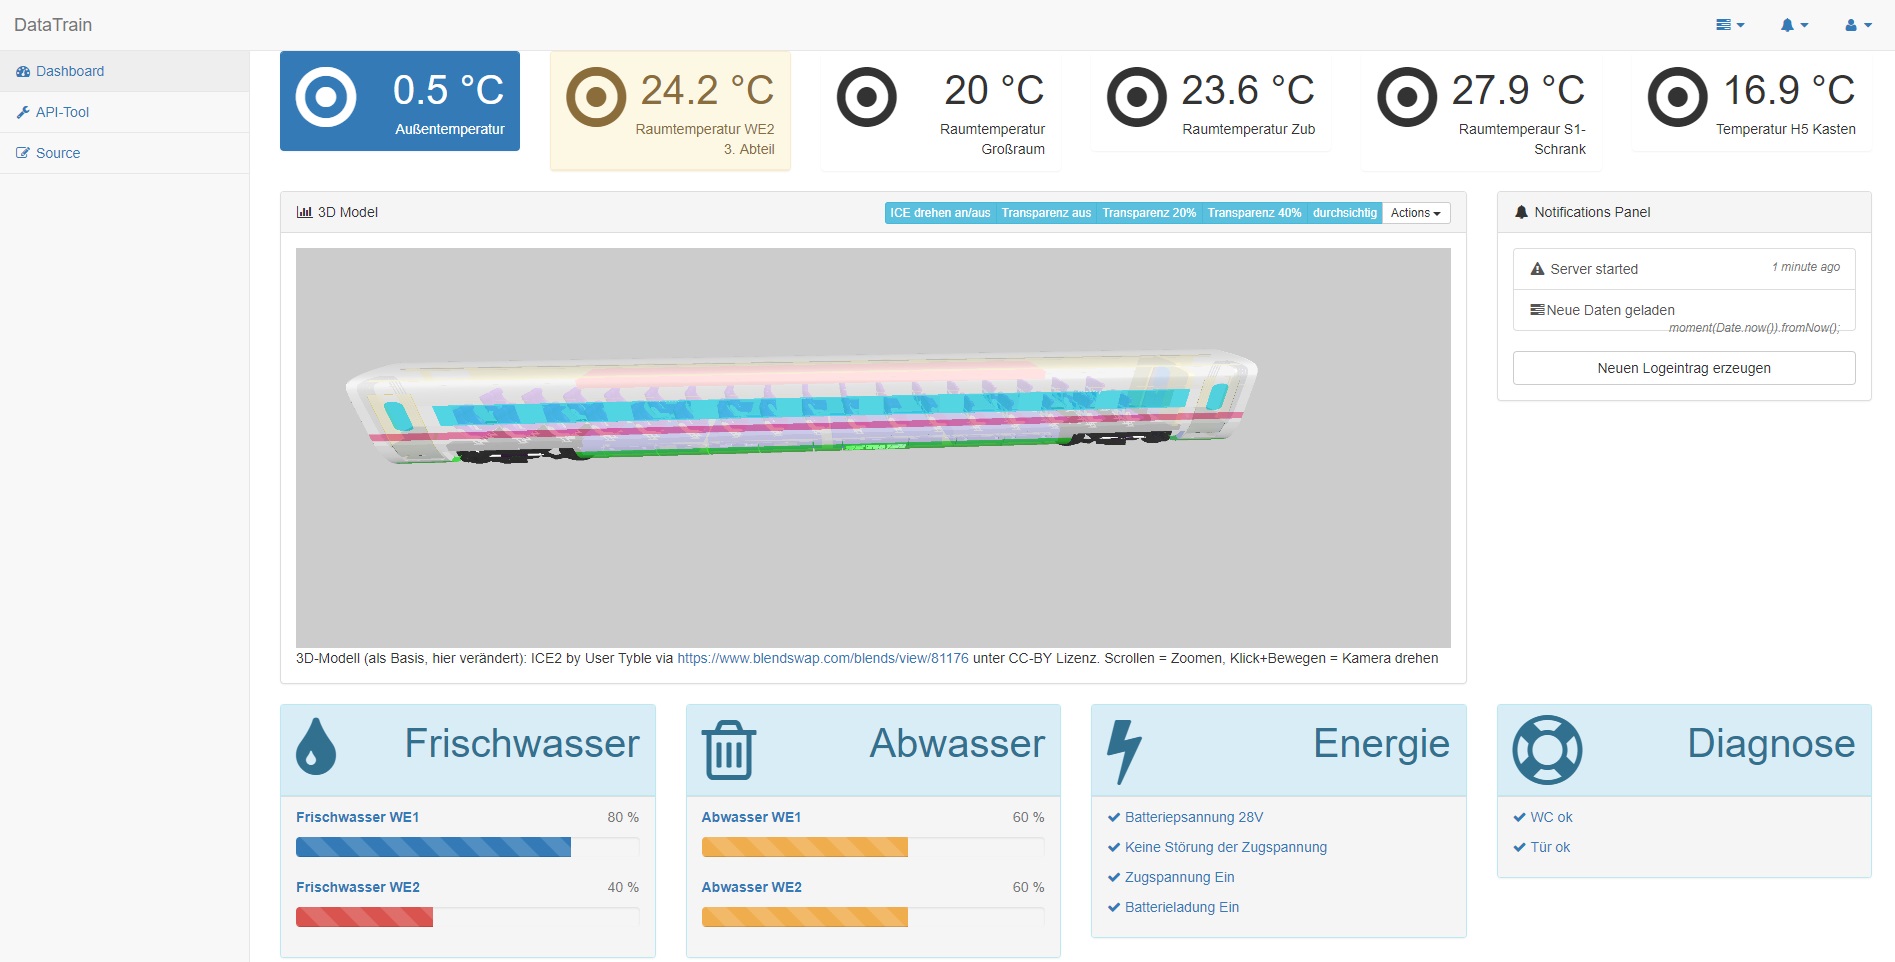 DataTrain
Dashboard
API-Tool
Source
0.5 °C
Außentemperatur
24.2 °C
Raumtemperatur WE2
3. Abteil
20 °C
Raumtemperatur
Großraum
23.6 °C
Raumtemperatur Zub
27.9 °C
Raumtemperaur S1-
Schrank
16.9 °C
Temperatur H5 Kasten
3D Model
ICE drehen an/aus Transparenz aus Transparenz 20% Transparenz 40% durchsichtig Actions
3D-Modell (als Basis, hier verändert): ICE2 by User Tyble via https://www.blendswap.com/blends/view/81176 unter CC-BY Lizenz. Scrollen = Zoomen, Klick+Bewegen = Kamera drehen
Notifications Panel
Server started 1 minute ago
Neue Daten geladen
moment(Date.now()).fromNow();
Neuen Logeintrag erzeugen
Frischwasser
Frischwasser WE1 80 %
Frischwasser WE2 40 %
Abwasser
Abwasser WE1 60 %
Abwasser WE2 60 %
Energie
Batteriepsannung 28V
Keine Störung der Zugspannung
Zugspannung Ein
Batterieladung Ein
Diagnose
WC ok
Tür ok